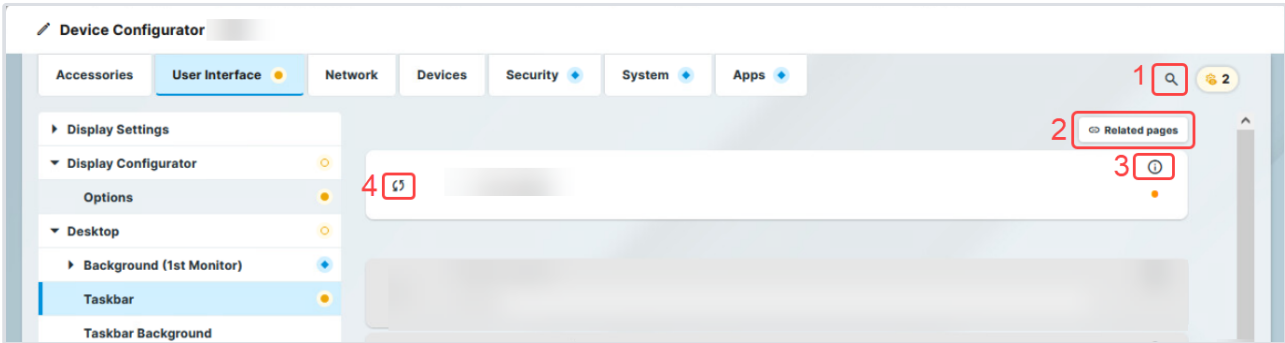 Device Configurator
Accessories
User Interface
Network
Devices
Security
System
Apps
1
2
2
Related pages
Display Settings
Display Configurator
3
4
Options
Desktop
Background (1st Monitor)
Taskbar
Taskbar Background